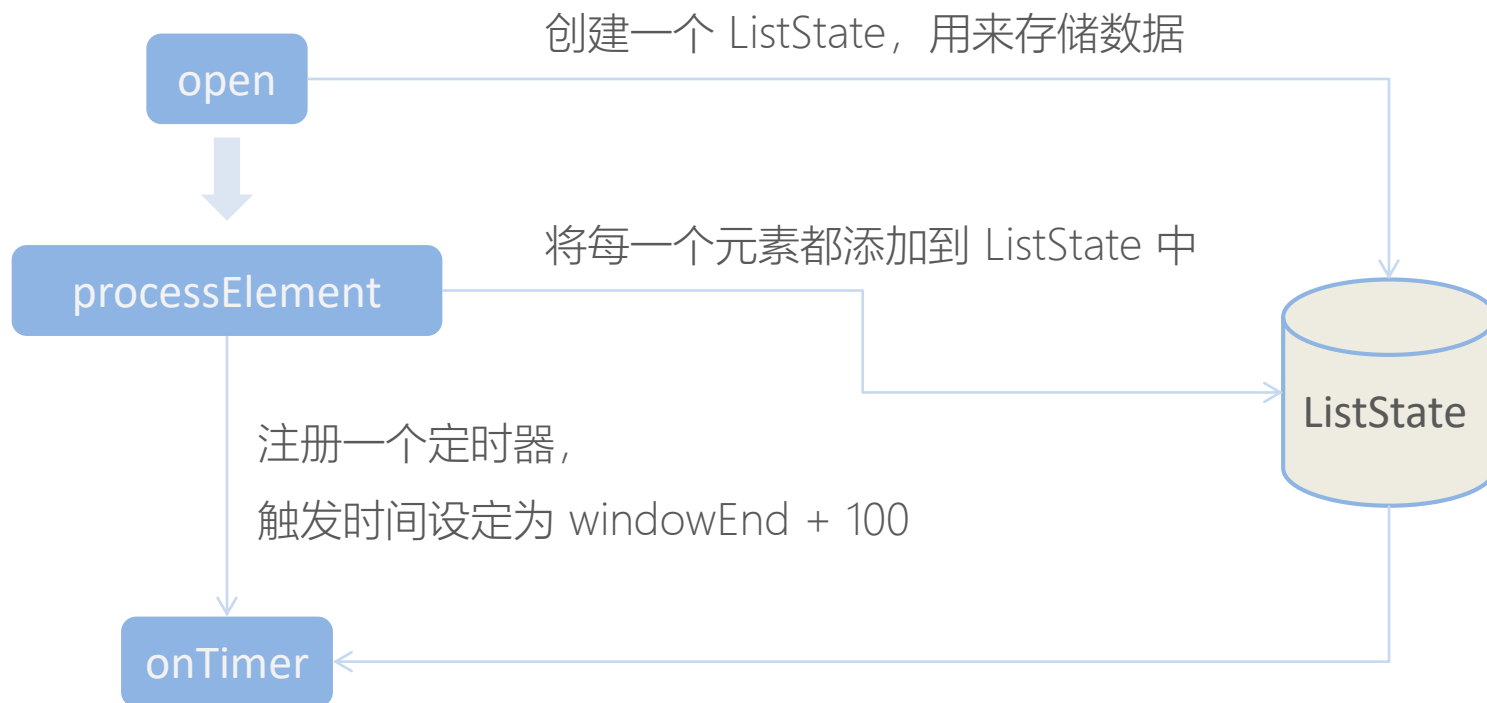 创建一个 ListState，用来存储数据
open
将每一个元素都添加到 ListState 中
processElement
ListState
注册一个定时器，
触发时间设定为 windowEnd + 100
onTimer